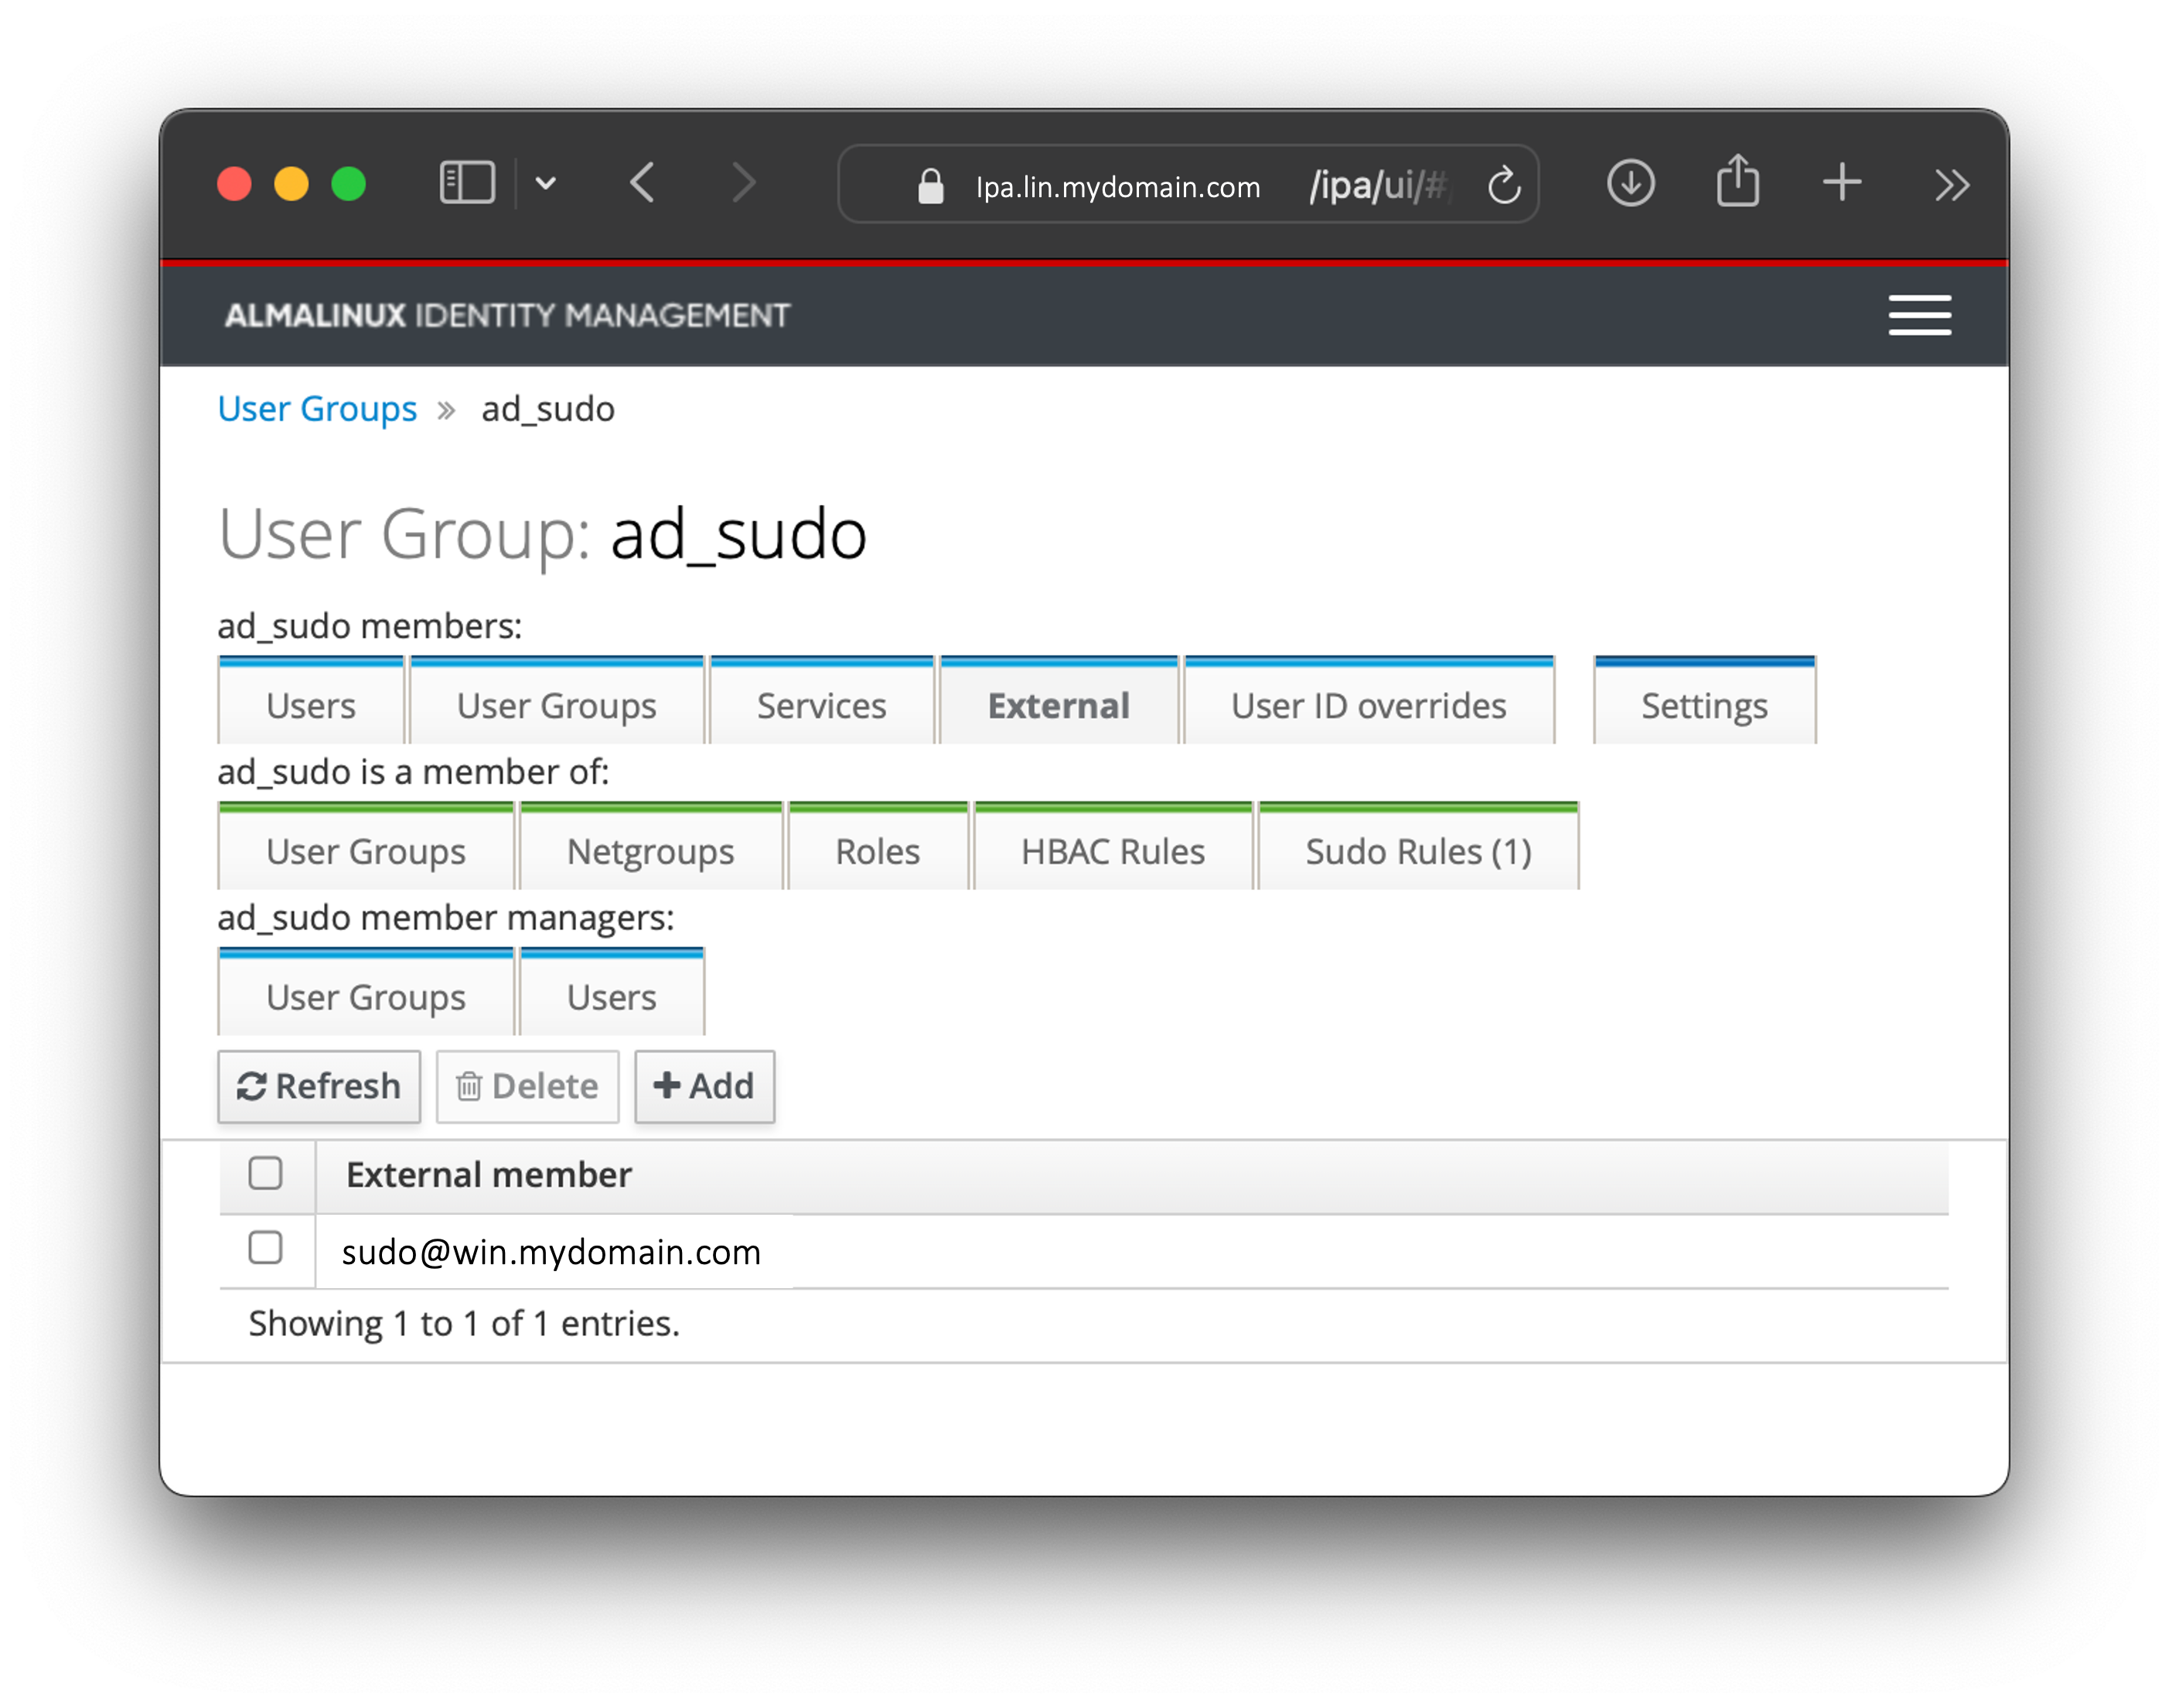 Ipa.lin.mydomain.com /ipa/ui/#
ALMALINUX IDENTITY MANAGEMENT
User Groups » ad_sudo
User Group: ad_sudo
ad_sudo members:
Users User Groups Services External User ID overrides Settings
ad_sudo is a member of:
User Groups Netgroups Roles HBAC Rules Sudo Rules (1)
ad_sudo member managers:
User Groups Users
Refresh Delete Add
External member
sudo@win.mydomain.com
Showing 1 to 1 of 1 entries.